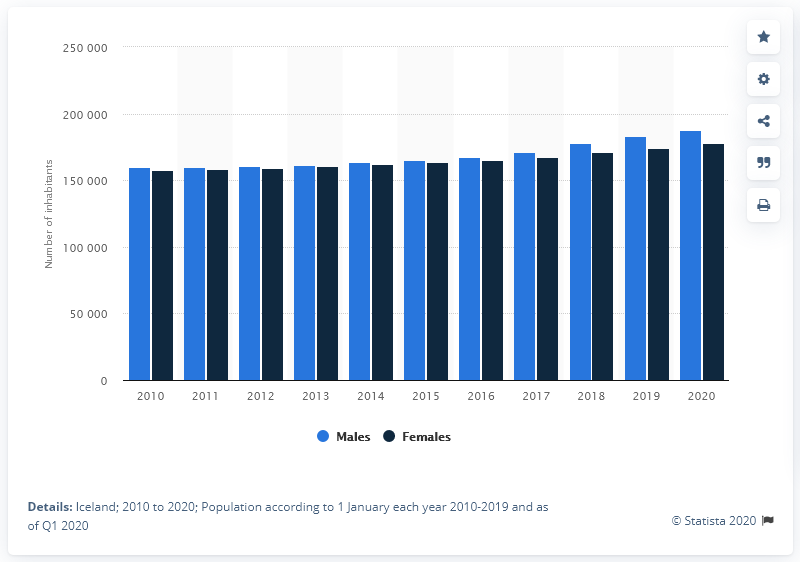 250 000
200 000
150 000
100 000
50 000
0
Number of inhabitants
2010 2011 2012 2013 2014 2015 2016 2017 2018 2019 2020
Males Females
Details: Iceland; 2010 to 2020; Population according to 1 January each year 2010-2019 and as
of Q1 2020
© Statista 2020